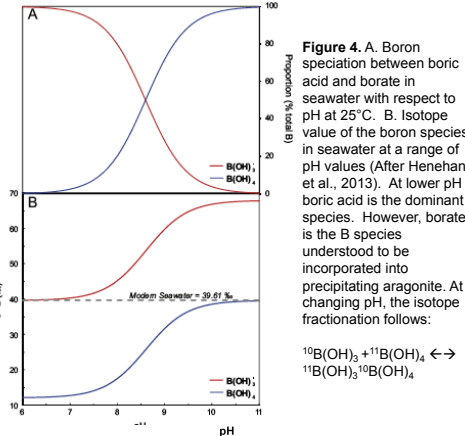 A
100
80
60
40
20
0
Proportion (% total B)
B(OH)3
B(OH)4
B
70
60
50
40
30
20
10
Modern Seawater = 39.61 ‰
B(OH)3
B(OH)4
6 7 8 9 10 11
pH
Figure 4. A. Boron
speciation between boric
acid and borate in
seawater with respect to
pH at 25°C. B. Isotope
value of the boron species
in seawater at a range of
pH values (After Henehan
et al., 2013). At lower pH
boric acid is the dominant
species. However, borate
is the B species
understood to be
incorporated into
precipitating aragonite. At
changing pH, the isotope
fractionation follows:
¹⁰B(OH)₃ +¹¹B(OH)₄ ←→
¹¹B(OH)₃¹⁰B(OH)₄